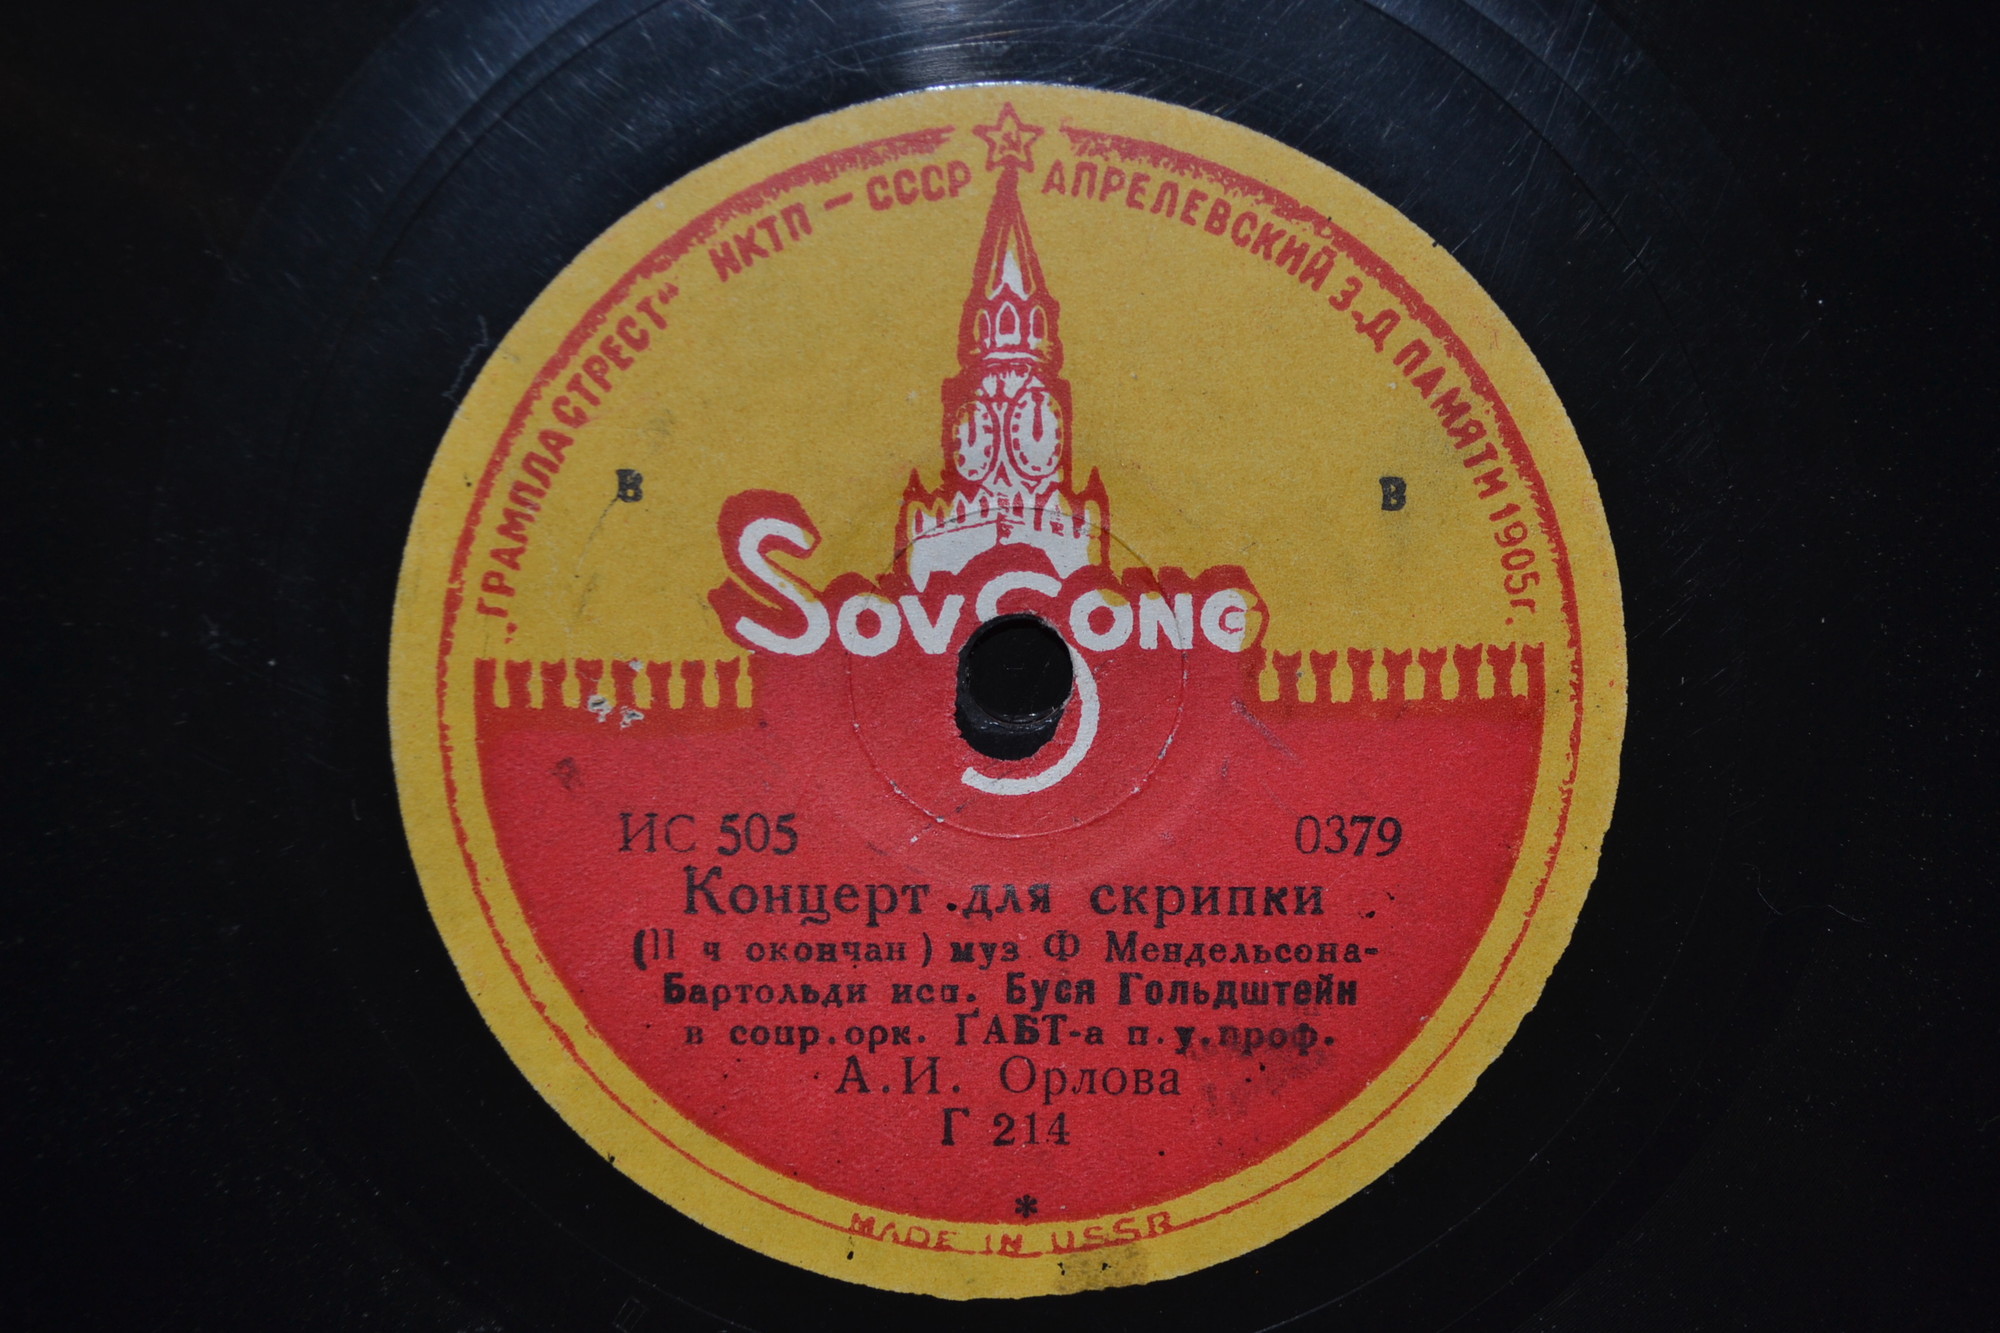 „ГРАМПЛАСТРЕСТ“ НКТП – СССР АПРЕЛЕВСКИЙ З-Д ПАМЯТИ 1905г.
В В
SovSong
ИС 505 0379
Концерт для скрипки
(II ч окончан) муз Ф Мендельсона-
Бартольди исп. Буся Гольдштейн
в сопр.орк. ГАБТ-а п.у.проф.
А.И. Орлова
Г 214
*
MADE IN USSR